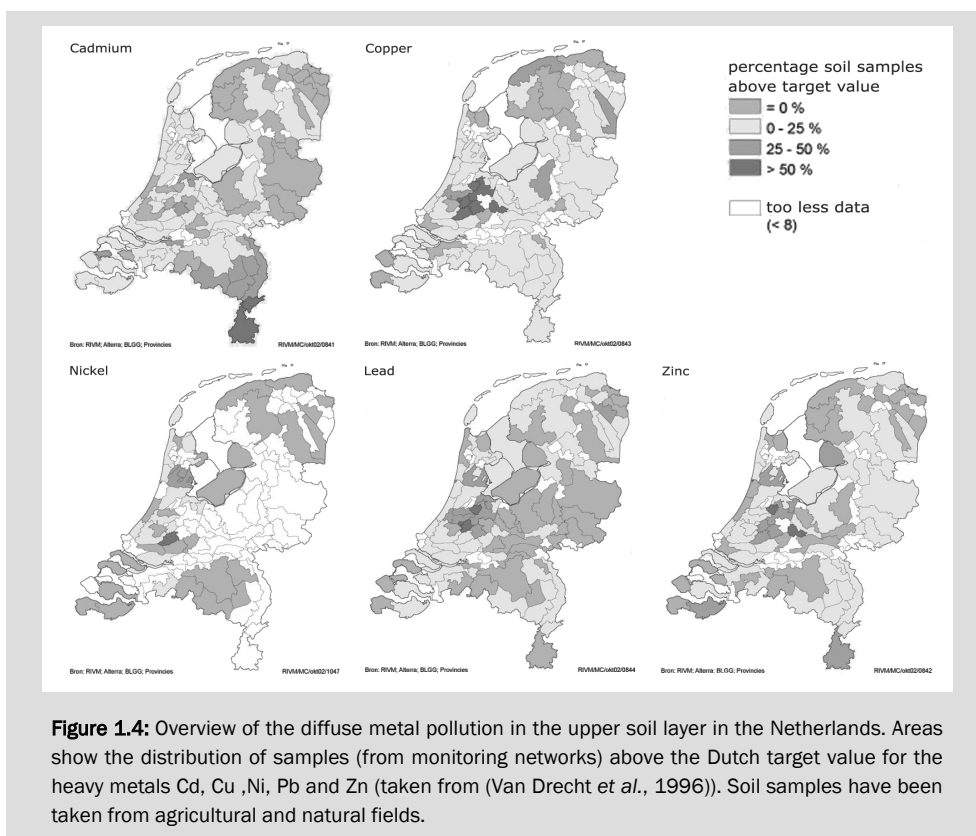 Cadmium
Copper
percentage soil samples
above target value
= 0 %
0 - 25 %
25 - 50 %
> 50 %
too less data
(< 8)
Bron: RIVM; Alterra; BLGG; Provincies
RIVM/MC/okt02/0841
Bron: RIVM; Alterra; BLGG; Provincies
RIVM/MC/okt02/0843
Nickel
Lead
Zinc
Bron: RIVM; Alterra; BLGG; Provincies
RIVM/MC/okt02/1047
Bron: RIVM; Alterra; BLGG; Provincies
RIVM/MC/okt02/0844
Bron: RIVM; Alterra; BLGG; Provincies
RIVM/MC/okt02/0842
Figure 1.4: Overview of the diffuse metal pollution in the upper soil layer in the Netherlands. Areas
show the distribution of samples (from monitoring networks) above the Dutch target value for the
heavy metals Cd, Cu ,Ni, Pb and Zn (taken from (Van Drecht et al., 1996)). Soil samples have been
taken from agricultural and natural fields.